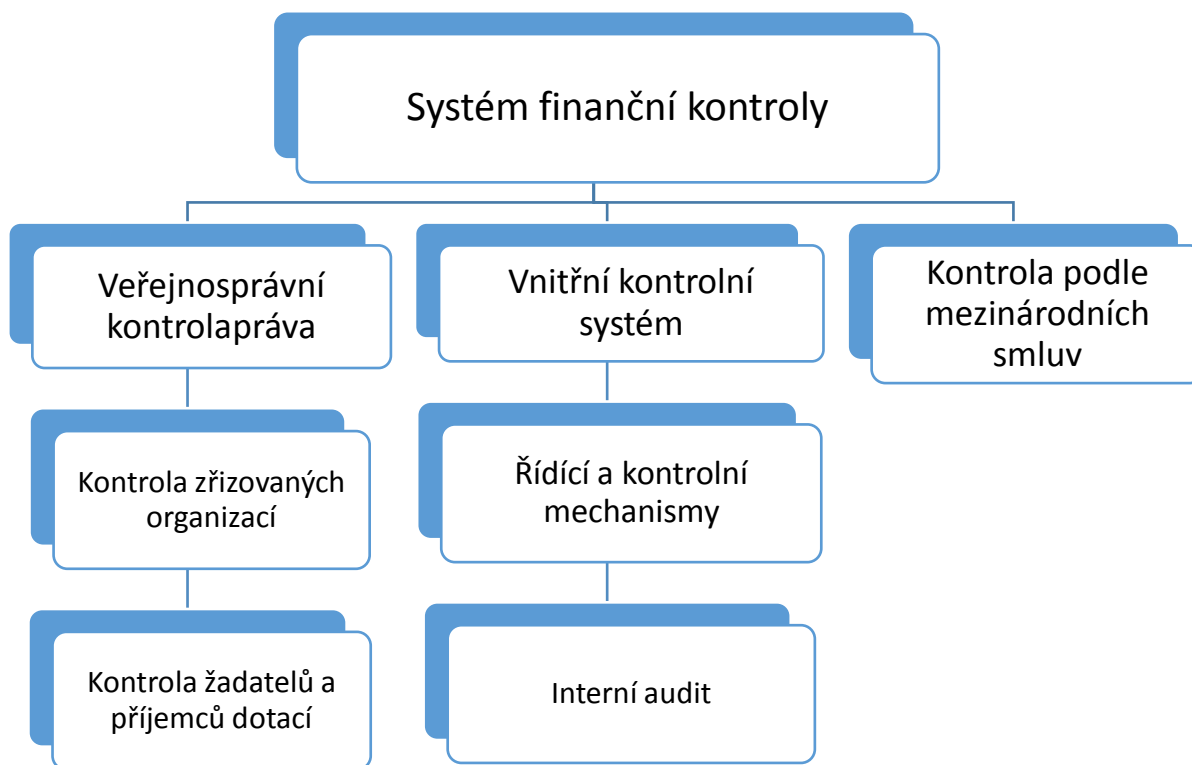 Systém finanční kontroly
Veřejnosprávní
kontrolapráva
Vnitřní kontrolní
systém
Kontrola podle
mezinárodních
smluv
Kontrola zřizovaných
organizací
Řídící a kontrolní
mechanismy
Kontrola žadatelů a
příjemců dotací
Interní audit